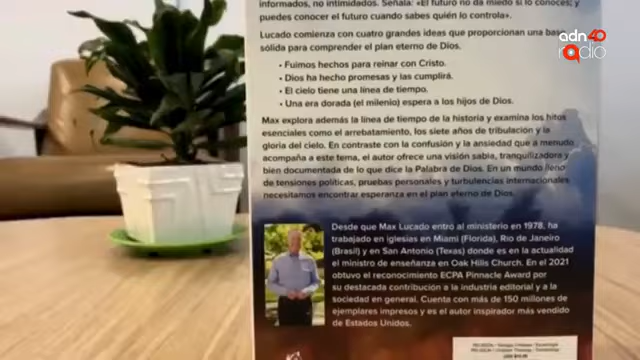 adn40
radio
informados, no intimidados. Señala: «El futuro no da miedo si lo conoces; y
puedes conocer el futuro cuando sabes quién lo controla».
Lucado comienza con cuatro grandes ideas que proporcionan una base
sólida para comprender el plan eterno de Dios.
• Fuimos hechos para reinar con Cristo.
• Dios ha hecho promesas y las cumplirá.
• El cielo tiene una línea de tiempo.
• Una era dorada (el milenio) espera a los hijos de Dios.
Max explora además la línea de tiempo de la historia y examina los hitos
esenciales como el arrebatamiento, los siete años de tribulación y la
gloria del cielo. En contraste con la confusión y la ansiedad que a menudo
acompaña a este tema, el autor ofrece una visión sabia, tranquilizadora y
bien documentada de lo que dice la Palabra de Dios. En un mundo lleno
de tensiones políticas, pruebas personales y turbulencias internacionales
necesitamos encontrar esperanza en el plan eterno de Dios.
Desde que Max Lucado entró al ministerio en 1978, ha
trabajado en iglesias en Miami (Florida), Rio de Janeiro
(Brasil) y en San Antonio (Texas) donde es en la actualidad
el ministro de enseñanza en Oak Hills Church. En el 2021
obtuvo el reconocimiento ECPA Pinnacle Award por
su destacada contribución a la industria editorial y a la
sociedad en general. Cuenta con más de 150 millones de
ejemplares impresos y es el autor inspirador más vendido
de Estados Unidos.